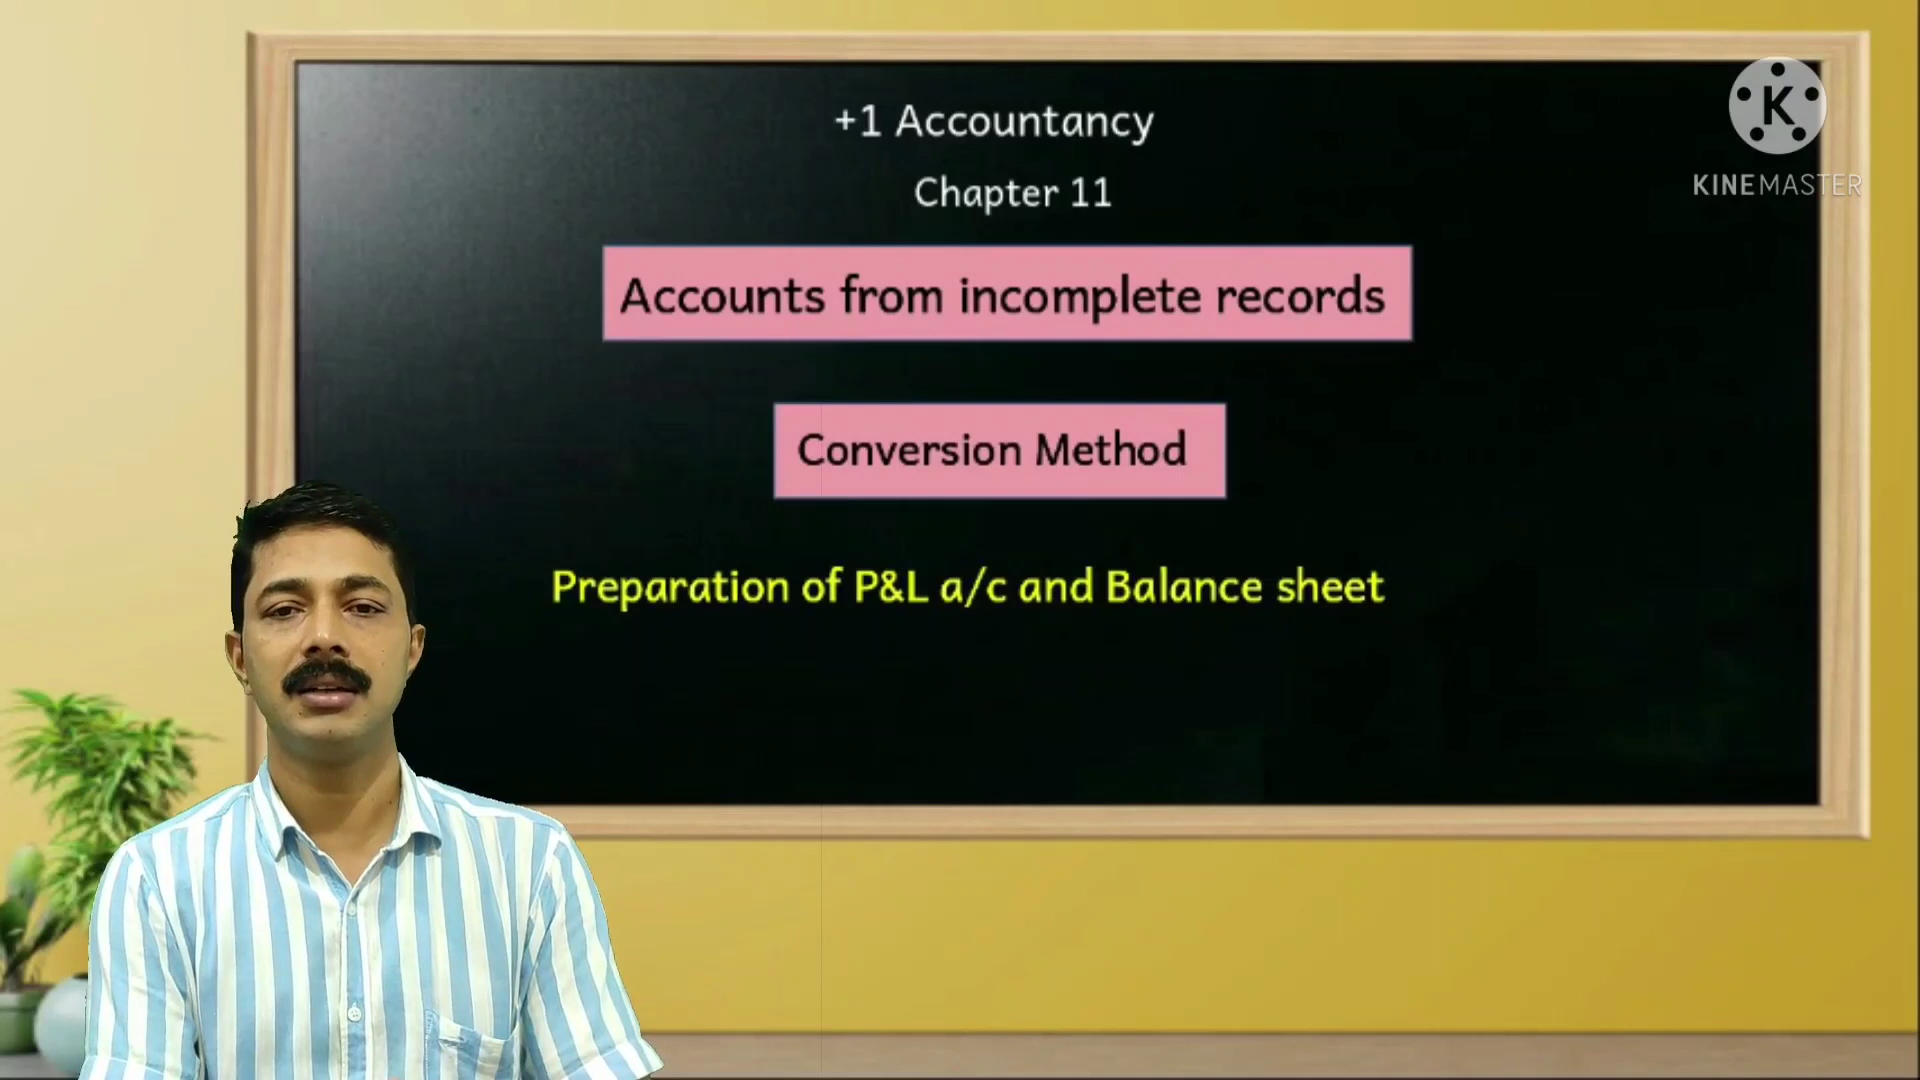 +1 Accountancy
Chapter 11
Accounts from incomplete records
Conversion Method
Preparation of P&L a/c and Balance sheet
K
KINEMASTER